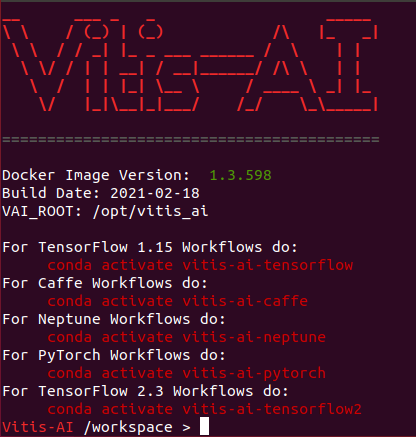 Vitis-AI
==========================================
Docker Image Version:  1.3.598
Build Date: 2021-02-18
VAI_ROOT: /opt/vitis_ai
For TensorFlow 1.15 Workflows do:
conda activate vitis-ai-tensorflow
For Caffe Workflows do:
conda activate vitis-ai-caffe
For Neptune Workflows do:
conda activate vitis-ai-neptune
For PyTorch Workflows do:
conda activate vitis-ai-pytorch
For TensorFlow 2.3 Workflows do:
conda activate vitis-ai-tensorflow2
Vitis-AI /workspace >